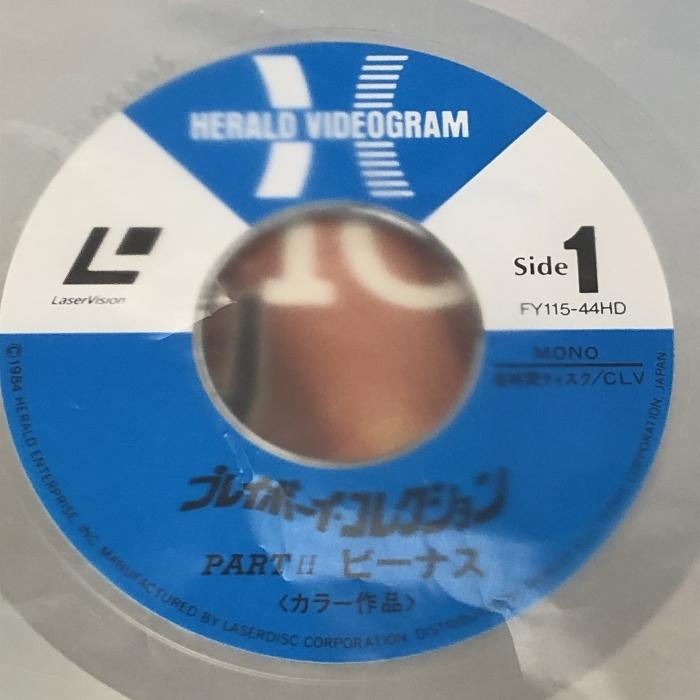 HERALD VIDEOGRAM
LaserVision
Side 1
FY115-44HD
MONO
長時間ディスク/CLV
プレイボーイ・コレクション
PART II ビーナス
〈カラー作品〉
©1984 HERALD ENTERPRISE, INC. MANUFACTURED BY LASERDISC CORPORATION. CORPORATION, JAPAN